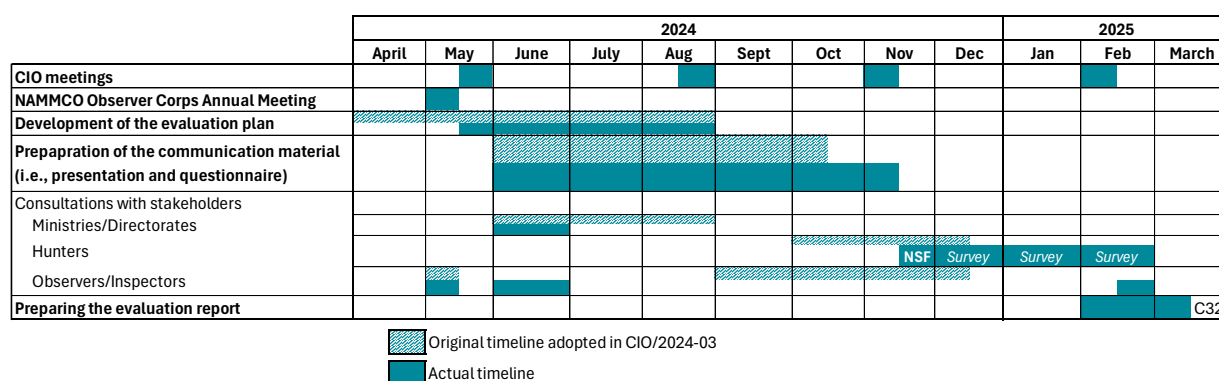 2024 2025
April May June July Aug Sept Oct Nov Dec Jan Feb March
CIO meetings
NAMMCO Observer Corps Annual Meeting
Development of the evaluation plan
Prepapration of the communication material
(i.e., presentation and questionnaire)
Consultations with stakeholders
Ministries/Directorates
Hunters NSF Survey Survey Survey
Observers/Inspectors
Preparing the evaluation report C32
Original timeline adopted in CIO/2024-03
Actual timeline